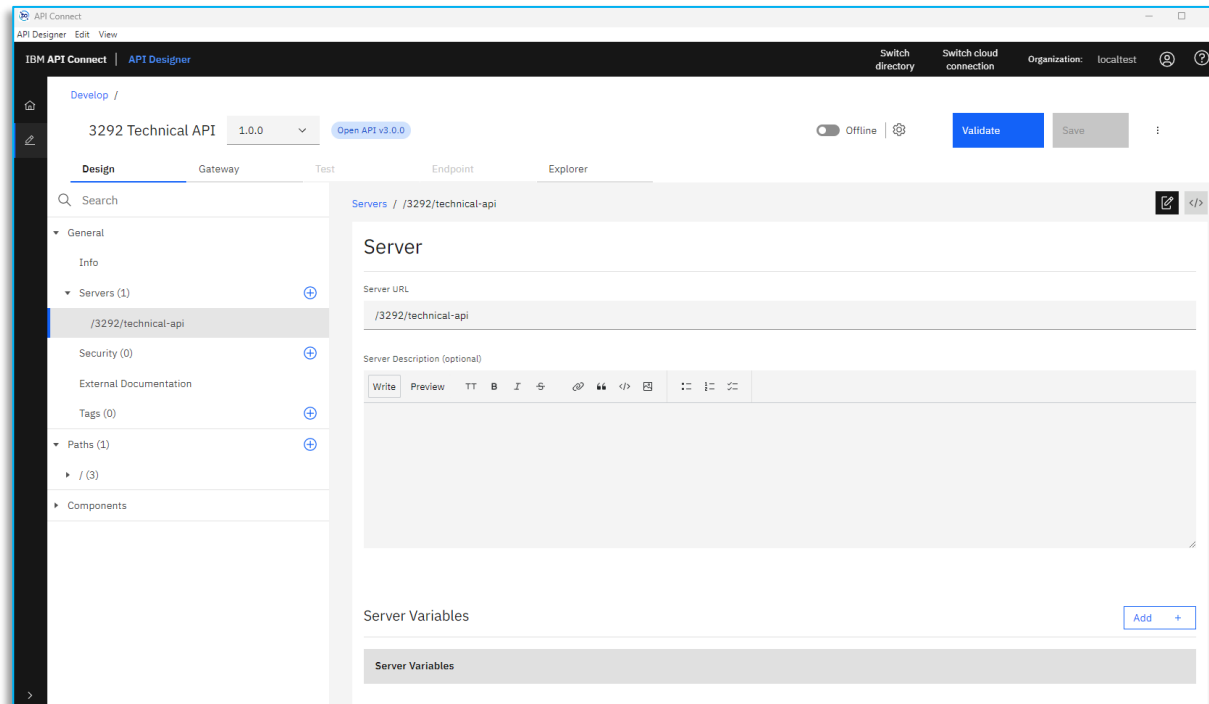 API Connect
API Designer Edit View
IBM API Connect | API Designer
Switch directory
Switch cloud connection
Organization: localtest
Develop /
3292 Technical API 1.0.0 Open API v3.0.0 Offline Validate Save
Design Gateway Test Endpoint Explorer
Search
General
Info
Servers (1)
/3292/technical-api
Security (0)
External Documentation
Tags (0)
Paths (1)
/ (3)
Components
Servers / /3292/technical-api
Server
Server URL
/3292/technical-api
Server Description (optional)
Write Preview TT B I S
Server Variables
Add +
Server Variables